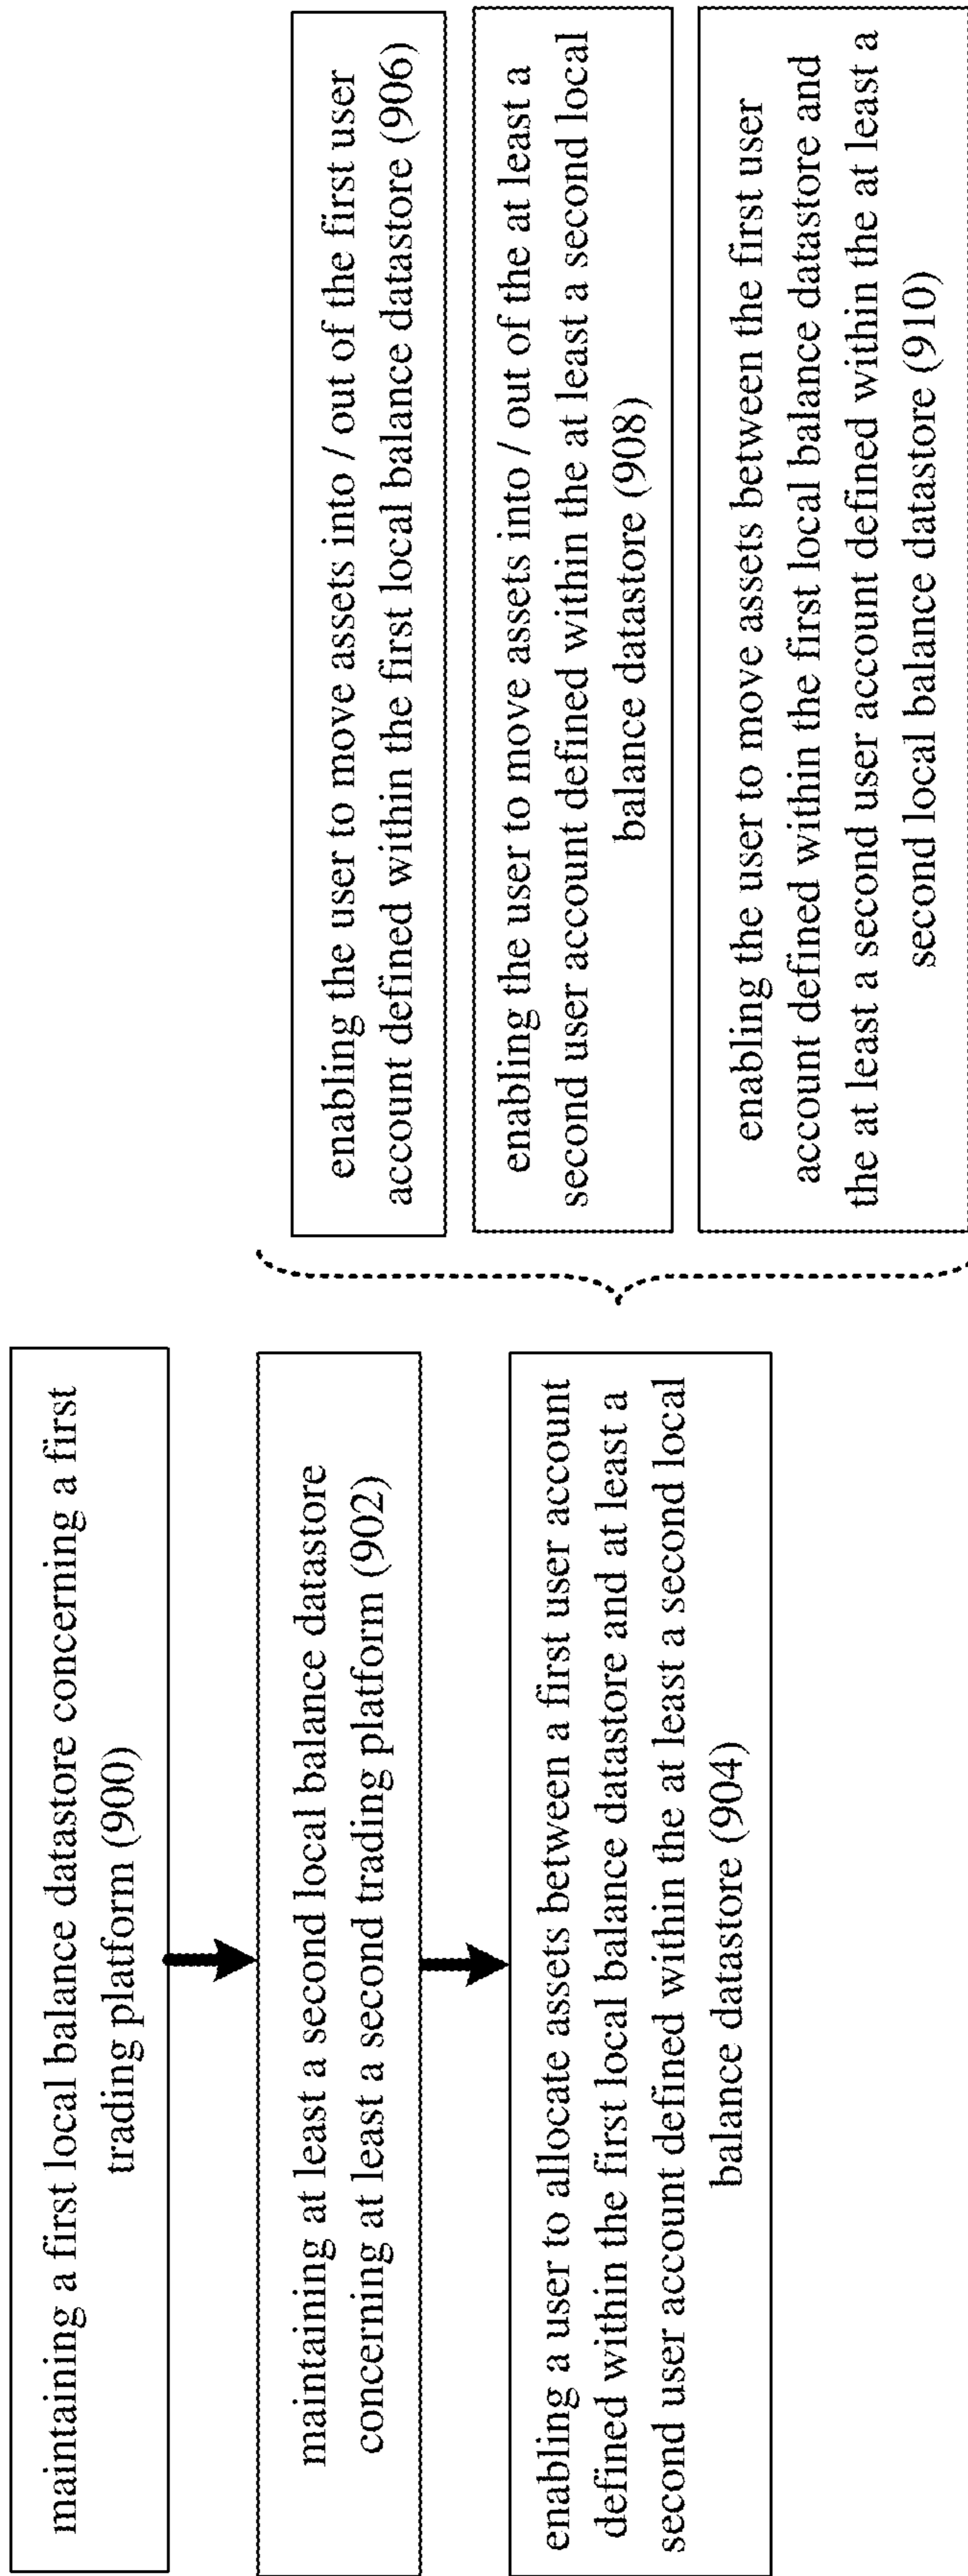 maintaining a first local balance datastore concerning a first
trading platform (900)
maintaining at least a second local balance datastore
concerning at least a second trading platform (902)
enabling a user to allocate assets between a first user account
defined within the first local balance datastore and at least a
second user account defined within the at least a second local
balance datastore (904)
enabling the user to move assets into / out of the first user
account defined within the first local balance datastore (906)
enabling the user to move assets into / out of the at least a
second user account defined within the at least a second local
balance datastore (908)
enabling the user to move assets between the first user
account defined within the first local balance datastore and
the at least a second user account defined within the at least a
second local balance datastore (910)